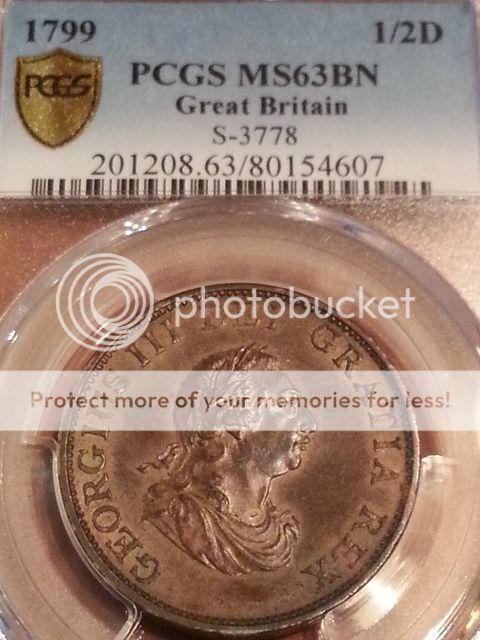 1799 1/2D
PCGS
PCGS MS63BN
Great Britain
S-3778
201208.63/80154607
photobucket
Protect more of your memories for less!
GEORGIUS III GRATIA REX